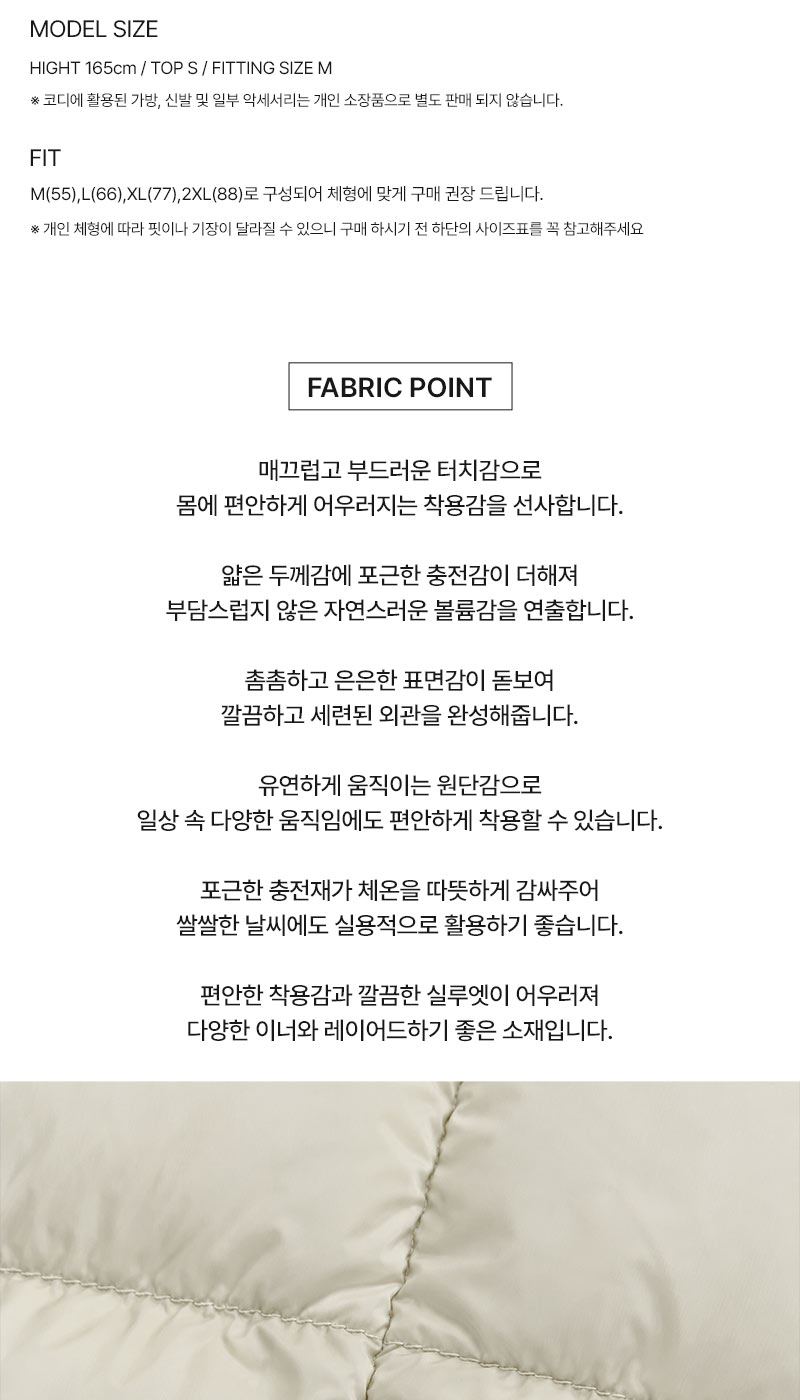 MODEL SIZE
HIGHT 165cm / TOP S / FITTING SIZE M
※ 코디에 활용된 가방, 신발 및 일부 악세서리는 개인 소장품으로 별도 판매 되지 않습니다.
FIT
M(55),L(66),XL(77),2XL(88)로 구성되어 체형에 맞게 구매 권장 드립니다.
※ 개인 체형에 따라 핏이나 기장이 달라질 수 있으니 구매 하시기 전 하단의 사이즈표를 꼭 참고해주세요
FABRIC POINT
매끄럽고 부드러운 터치감으로
몸에 편안하게 어우러지는 착용감을 선사합니다.
얇은 두께감에 포근한 충전감이 더해져
부담스럽지 않은 자연스러운 볼륨감을 연출합니다.
촘촘하고 은은한 표면감이 돋보여
깔끔하고 세련된 외관을 완성해줍니다.
유연하게 움직이는 원단감으로
일상 속 다양한 움직임에도 편안하게 착용할 수 있습니다.
포근한 충전재가 체온을 따뜻하게 감싸주어
쌀쌀한 날씨에도 실용적으로 활용하기 좋습니다.
편안한 착용감과 깔끔한 실루엣이 어우러져
다양한 이너와 레이어드하기 좋은 소재입니다.